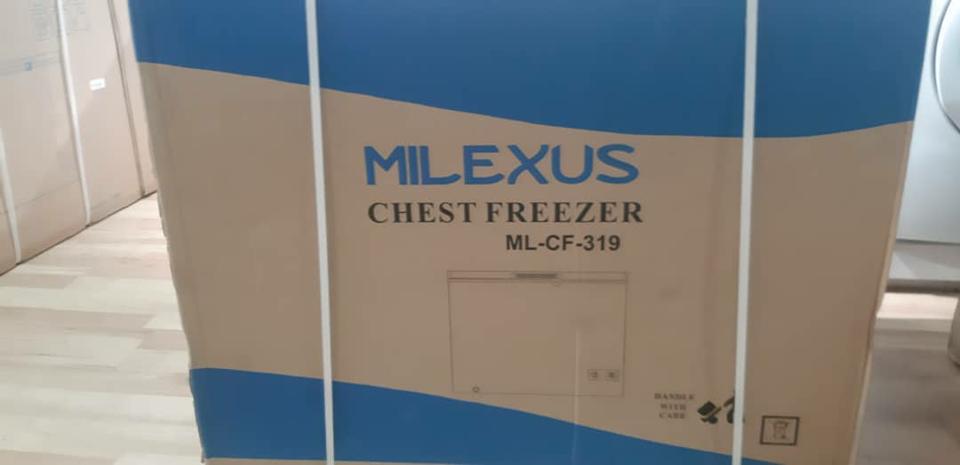 MILEXUS
CHEST FREEZER
ML-CF-319
HANDLE
WITH
CARE